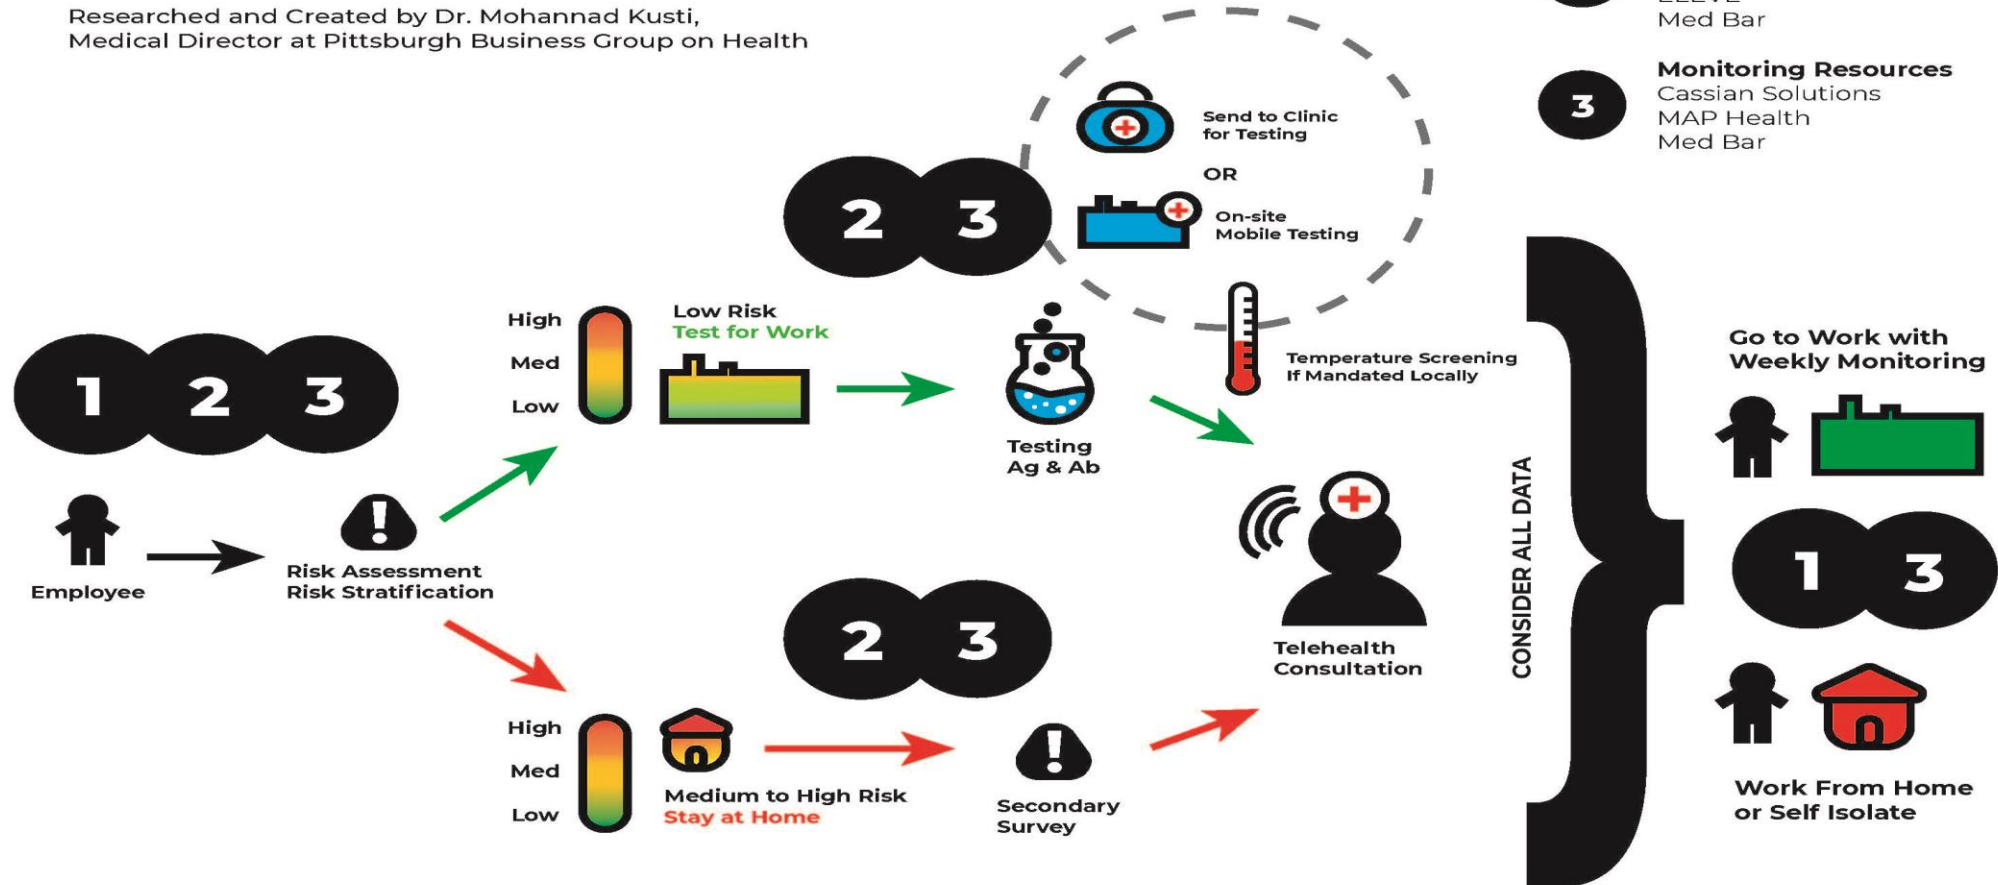 Researched and Created by Dr. Mohannad Kusti,
Medical Director at Pittsburgh Business Group on Health
Med Bar
3
Monitoring Resources
Cassian Solutions
MAP Health
Med Bar
Send to Clinic
for Testing
OR
On-site
Mobile Testing
2 3
High
Med
Low
Low Risk
Test for Work
Temperature Screening
If Mandated Locally
Testing
Ag & Ab
1 2 3
Employee
Risk Assessment
Risk Stratification
2 3
High
Med
Low
Medium to High Risk
Stay at Home
Secondary
Survey
Telehealth
Consultation
CONSIDER ALL DATA
Go to Work with
Weekly Monitoring
1 3
Work From Home
or Self Isolate